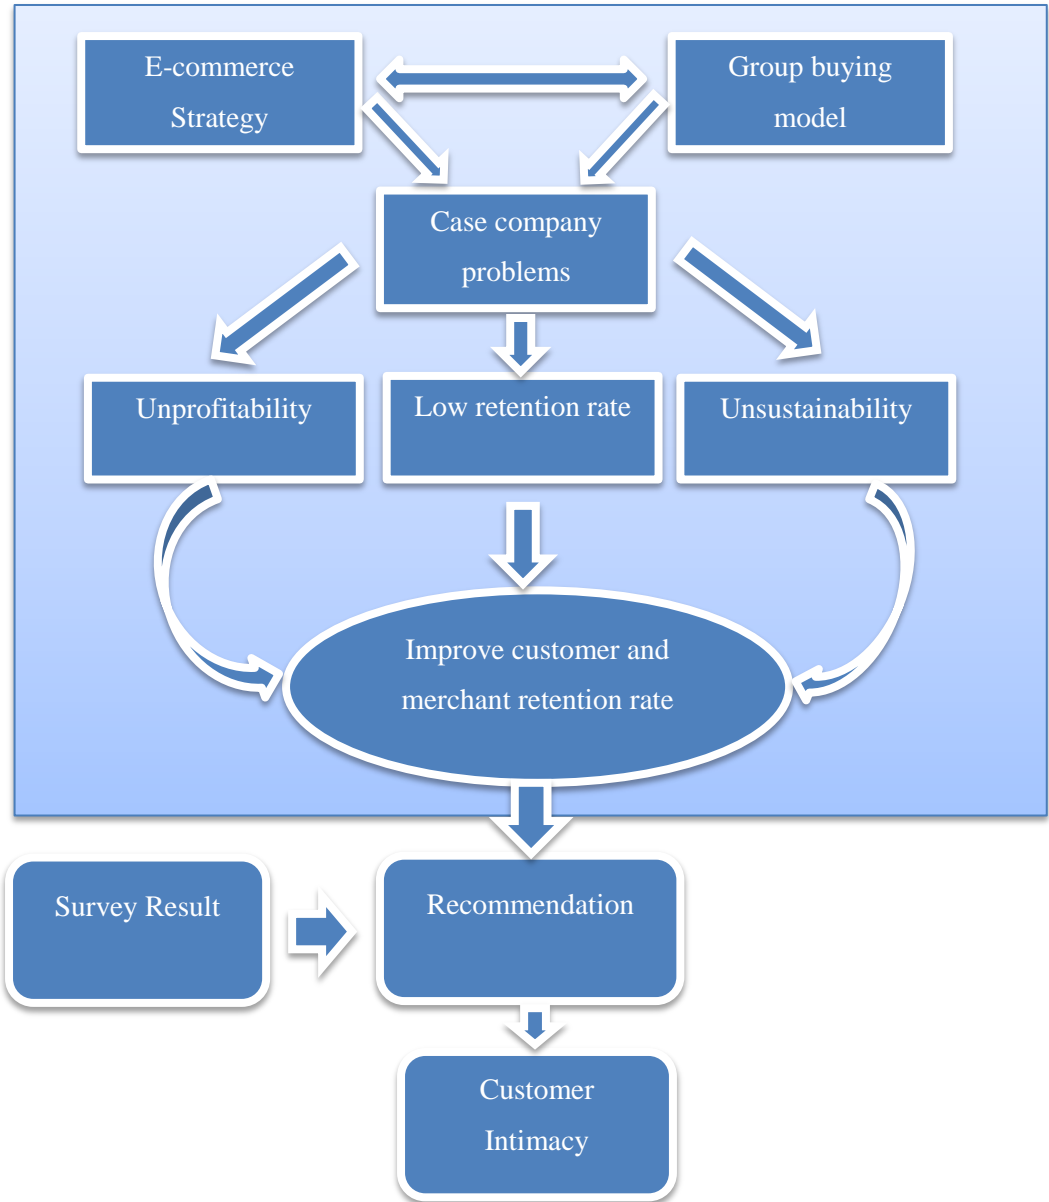 E-commerce
Strategy
Group buying
model
Case company
problems
Unprofitability
Low retention rate
Unsustainability
Improve customer and
merchant retention rate
Survey Result
Recommendation
Customer
Intimacy